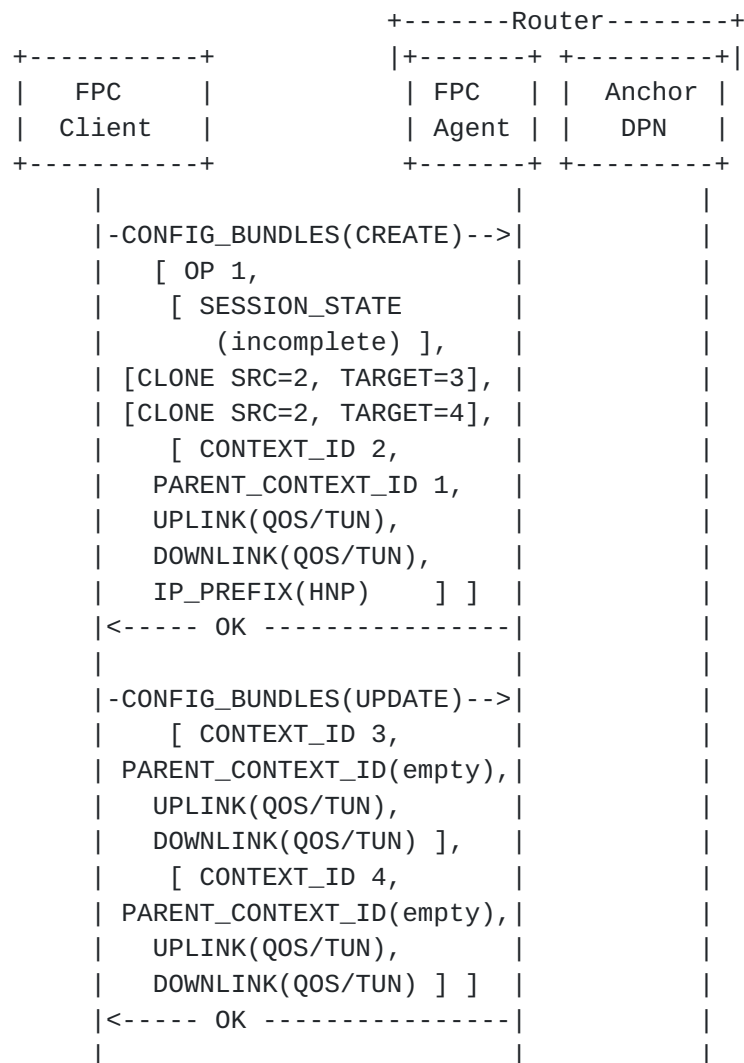 +-------Router--------+
+-----------+           |+-------+ +---------+|
|   FPC     |           | FPC   | |  Anchor |
|  Client   |           | Agent | |   DPN   |
+-----------+           +-------+ +---------+
     |                          |           |
     |-CONFIG_BUNDLES(CREATE)-->|           |
     |   [ OP 1,                |           |
     |    [ SESSION_STATE       |           |
     |       (incomplete) ],    |           |
     | [CLONE SRC=2, TARGET=3], |           |
     | [CLONE SRC=2, TARGET=4], |           |
     |    [ CONTEXT_ID 2,       |           |
     |   PARENT_CONTEXT_ID 1,   |           |
     |   UPLINK(QOS/TUN),       |           |
     |   DOWNLINK(QOS/TUN),     |           |
     |   IP_PREFIX(HNP)    ] ]  |           |
     |<----- OK ----------------|           |
     |                          |           |
     |-CONFIG_BUNDLES(UPDATE)-->|           |
     |    [ CONTEXT_ID 3,       |           |
     | PARENT_CONTEXT_ID(empty),|           |
     |   UPLINK(QOS/TUN),       |           |
     |   DOWNLINK(QOS/TUN) ],   |           |
     |    [ CONTEXT_ID 4,       |           |
     | PARENT_CONTEXT_ID(empty),|           |
     |   UPLINK(QOS/TUN),       |           |
     |   DOWNLINK(QOS/TUN) ] ]  |           |
     |<----- OK ----------------|           |
     |                          |           |